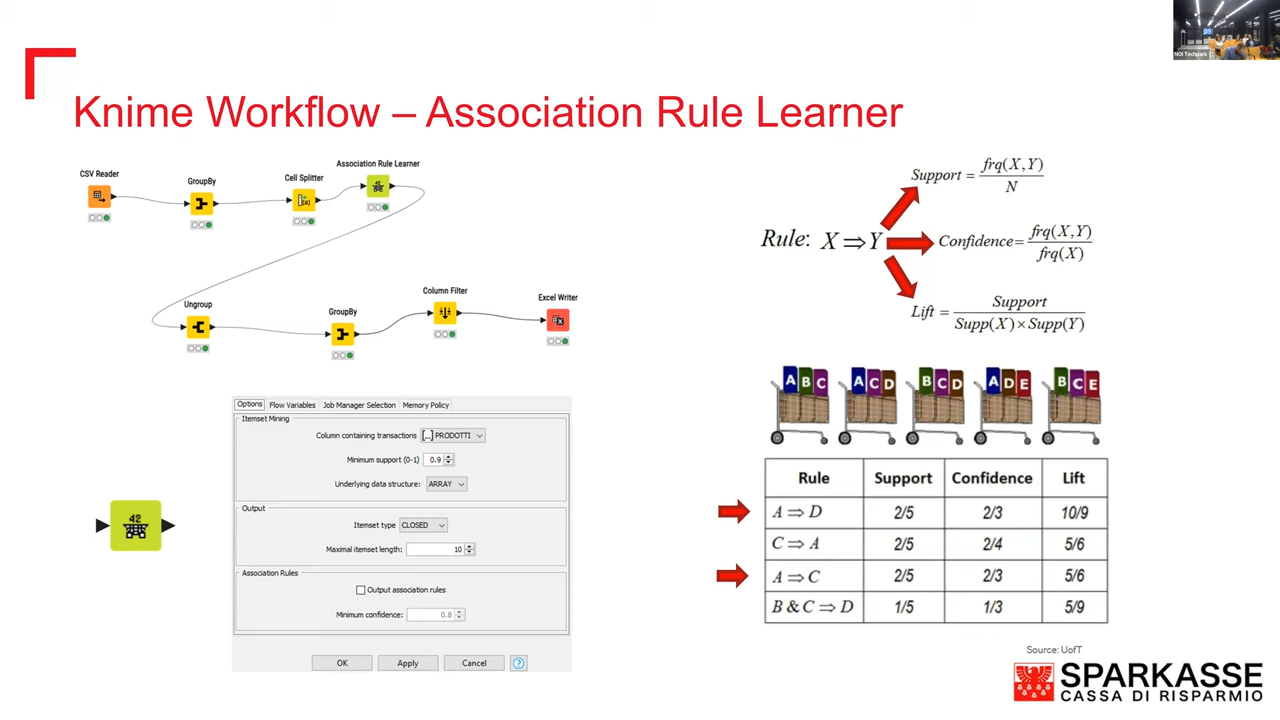 NOI Techpark
Knime Workflow – Association Rule Learner
CSV Reader
GroupBy
Cell Splitter
Association Rule Learner
Ungroup
GroupBy
Column Filter
Excel Writer
Options Flow Variables Job Manager Selection Memory Policy
Itemset Mining
Column containing transactions [...] PRODOTTI
Minimum support (0-1) 0.9
Underlying data structure: ARRAY
Output
Itemset type CLOSED
Maximal itemset length: 10
Association Rules
Output association rules
Minimum confidence: 0.8
OK Apply Cancel ?
42
Rule: X ⇒ Y
Support = frq(X,Y) / N
Confidence = frq(X,Y) / frq(X)
Lift = Support / Supp(X) × Supp(Y)
A B C A C D B C D A D E B C E
Rule Support Confidence Lift
A ⇒ D 2/5 2/3 10/9
C ⇒ A 2/5 2/4 5/6
A ⇒ C 2/5 2/3 5/6
B & C ⇒ D 1/5 1/3 5/9
Source: UofT
SPARKASSE
CASSA DI RISPARMIO